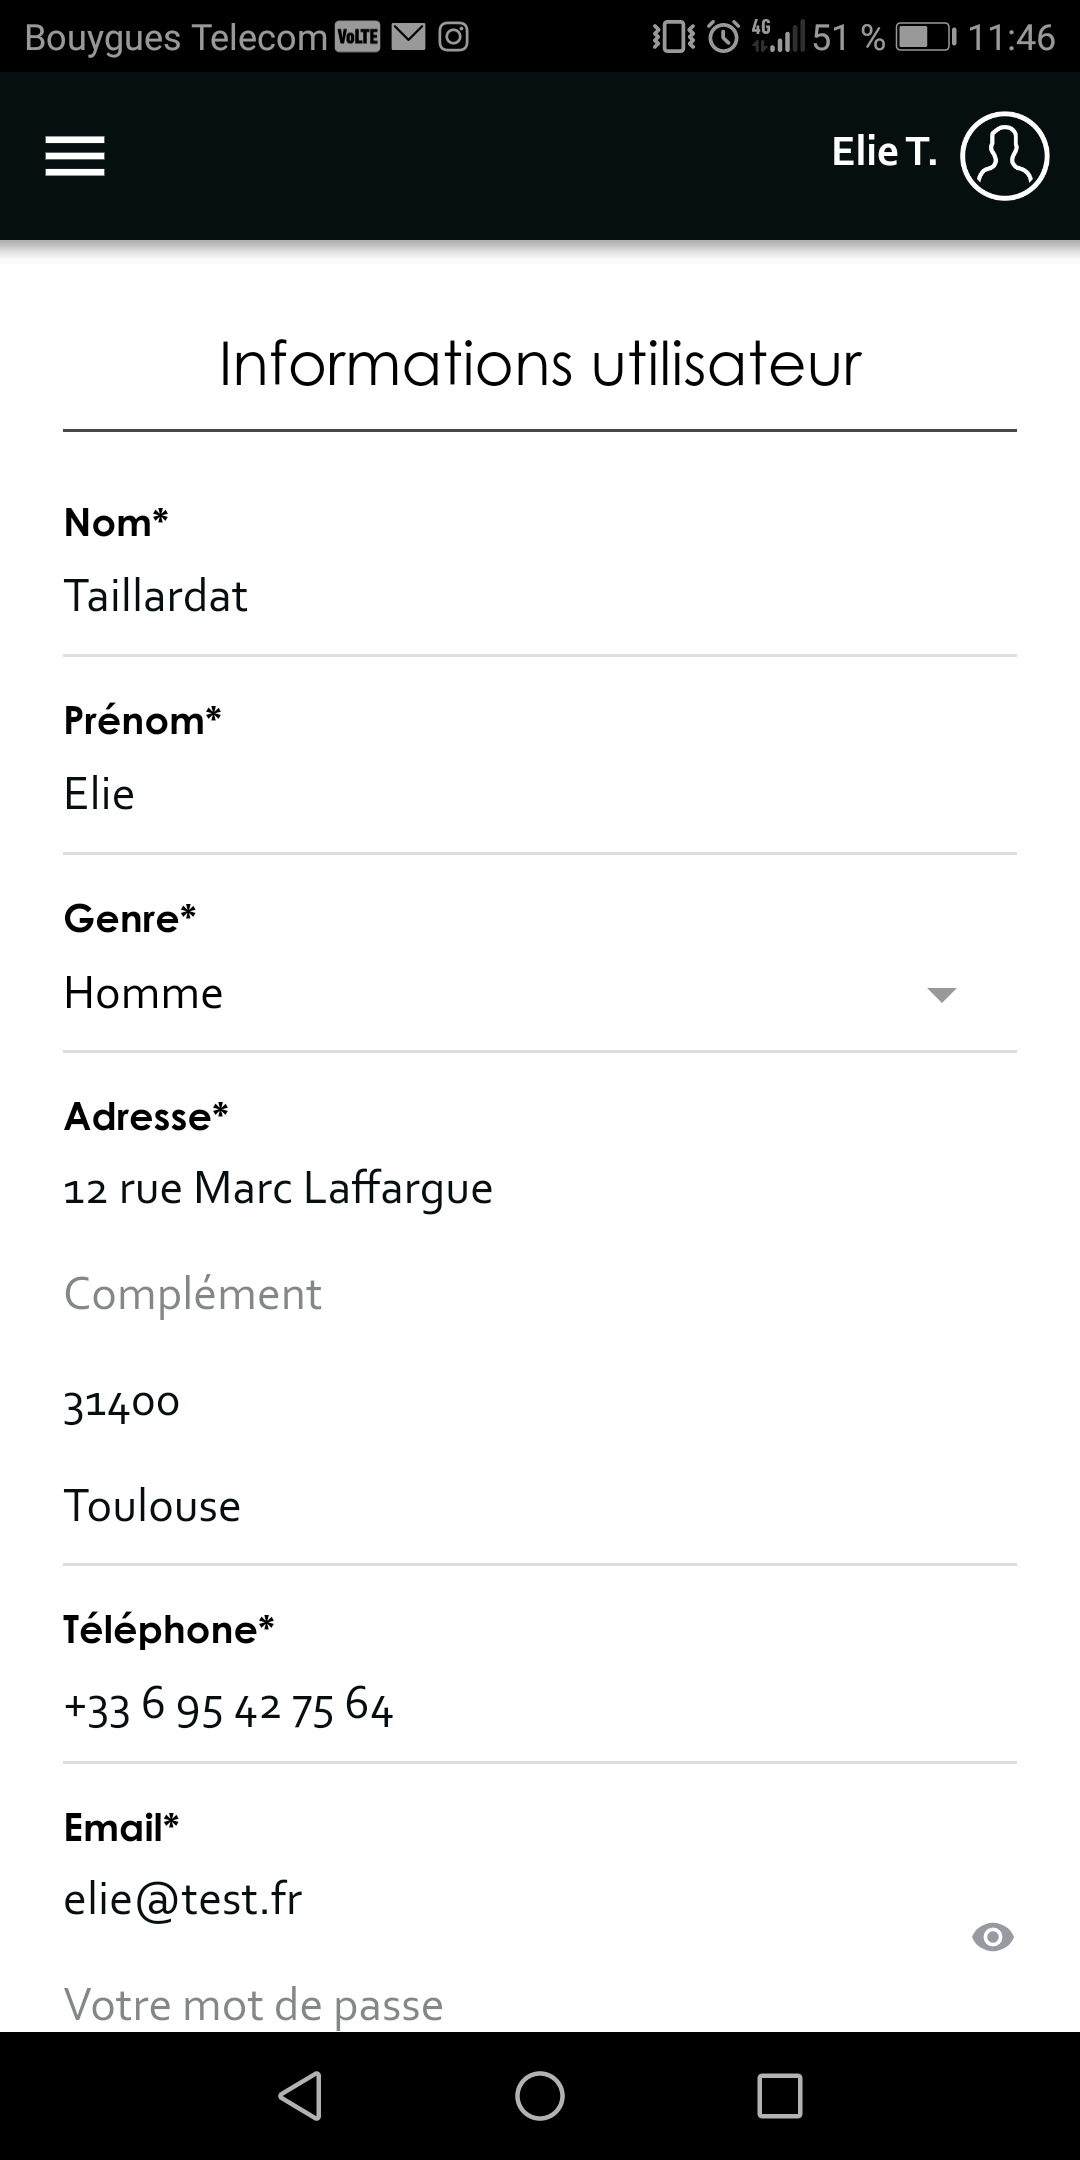 Bouygues Telecom VoLTE 4G 51 % 11:46
Elie T.
Informations utilisateur
Nom*
Taillardat
Prénom*
Elie
Genre*
Homme
Adresse*
12 rue Marc Laffargue
Complément
31400
Toulouse
Téléphone*
+33 6 95 42 75 64
Email*
elie@test.fr
Votre mot de passe